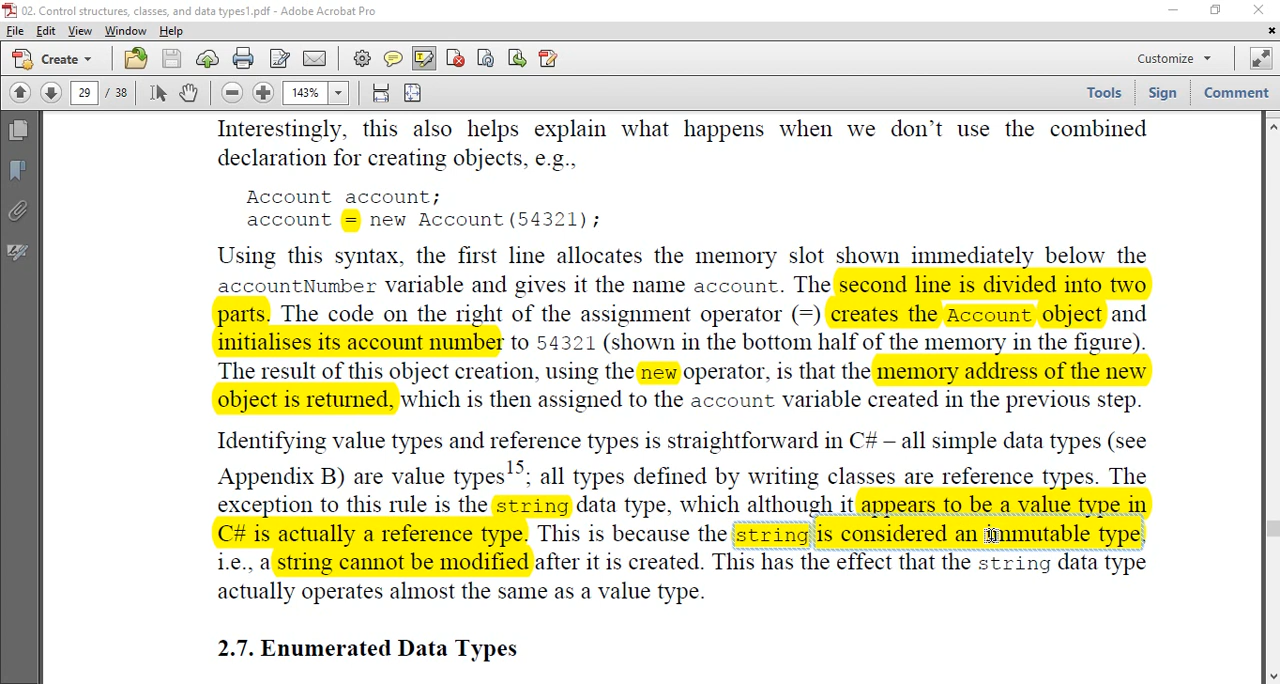 02. Control structures, classes, and data types1.pdf - Adobe Acrobat Pro
File Edit View Window Help
Create Customize
29 / 38 143% Tools Sign Comment
Interestingly, this also helps explain what happens when we don’t use the combined
declaration for creating objects, e.g.,
Account account;
account = new Account(54321);
Using this syntax, the first line allocates the memory slot shown immediately below the
accountNumber variable and gives it the name account. The second line is divided into two
parts. The code on the right of the assignment operator (=) creates the Account object and
initialises its account number to 54321 (shown in the bottom half of the memory in the figure).
The result of this object creation, using the new operator, is that the memory address of the new
object is returned, which is then assigned to the account variable created in the previous step.
Identifying value types and reference types is straightforward in C# – all simple data types (see
Appendix B) are value types15; all types defined by writing classes are reference types. The
exception to this rule is the string data type, which although it appears to be a value type in
C# is actually a reference type. This is because the string is considered an immutable type,
i.e., a string cannot be modified after it is created. This has the effect that the string data type
actually operates almost the same as a value type.
2.7. Enumerated Data Types